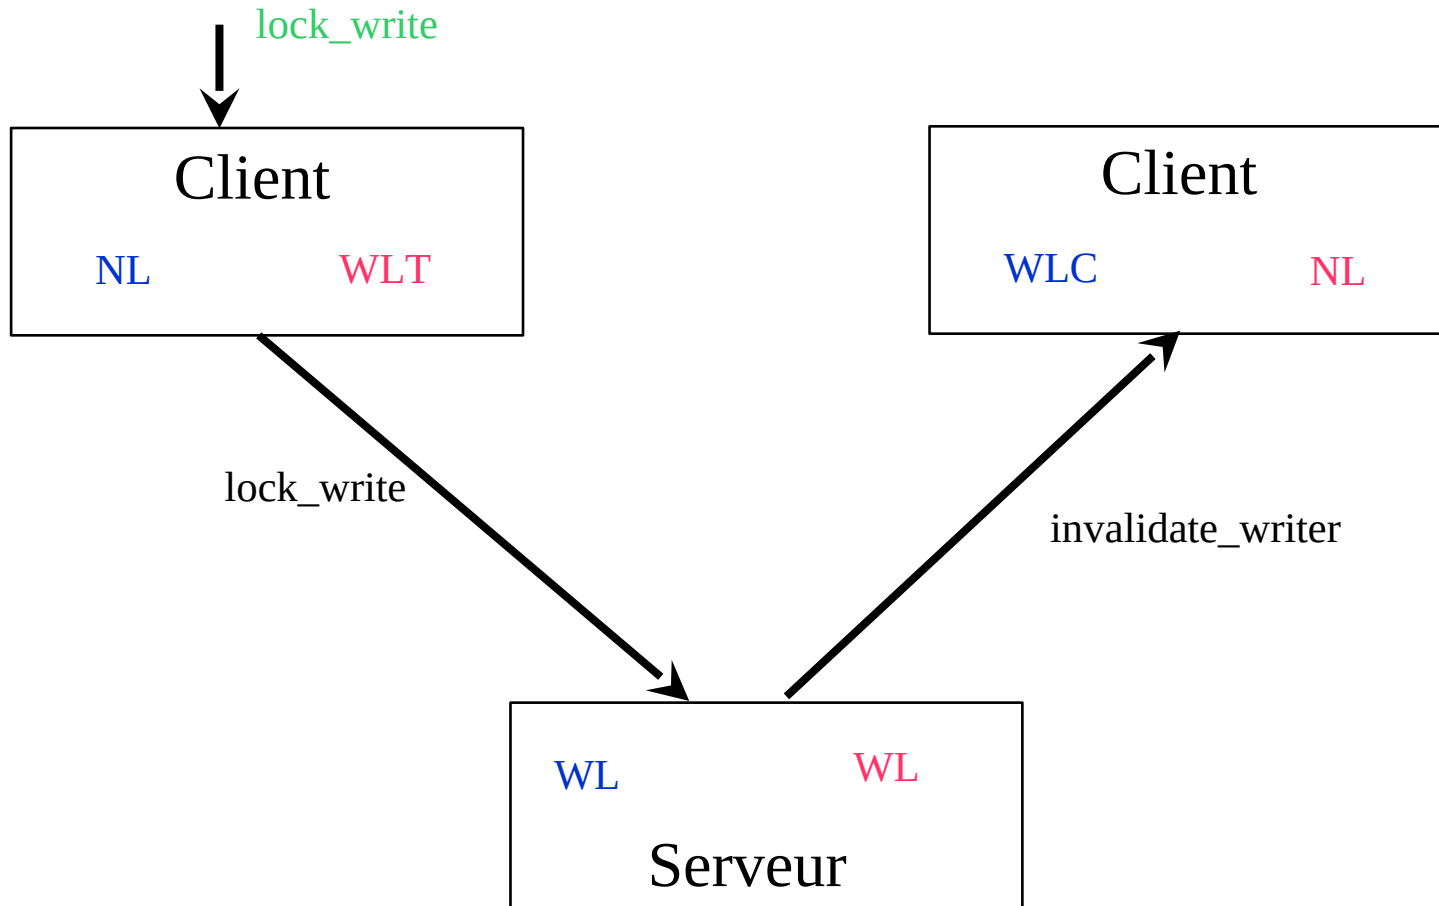 lock_write
Client
NL
WLT
Client
WLC
NL
lock_write
invalidate_writer
WL
WL
Serveur